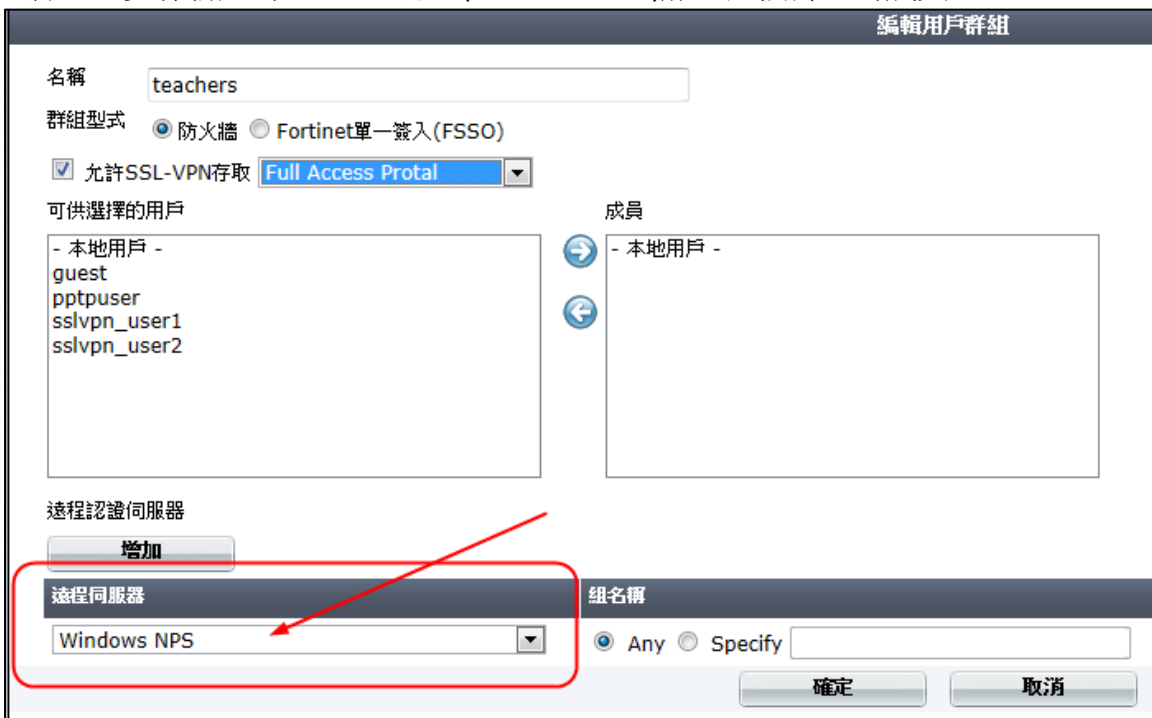 編輯用戶群組
名稱 teachers
群組型式 防火牆 Fortinet單一簽入(FSSO)
允許SSL-VPN存取 Full Access Protal
可供選擇的用戶 成員
- 本地用戶 - - 本地用戶 -
guest
pptpuser
sslvpn_user1
sslvpn_user2
遠程認證伺服器
增加
遠程伺服器 組名稱
Windows NPS Any Specify
確定 取消